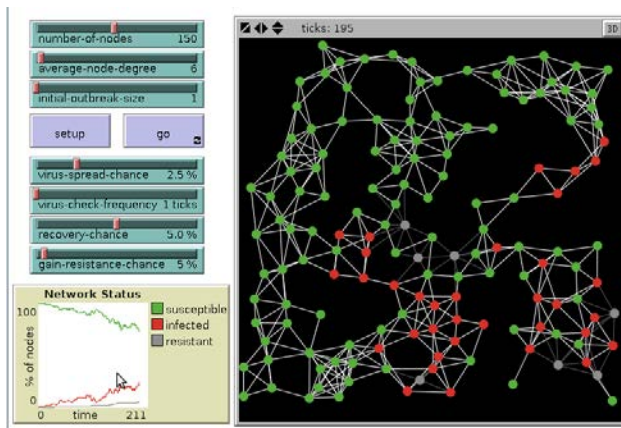 number-of-nodes 150
average-node-degree 6
initial-outbreak-size 1
setup go
virus-spread-chance 2.5 %
virus-check-frequency 1 ticks
recovery-chance 5.0 %
gain-resistance-chance 5 %
Network Status
100
0
% of nodes
0 time 211
susceptible
infected
resistant
ticks: 195 3D